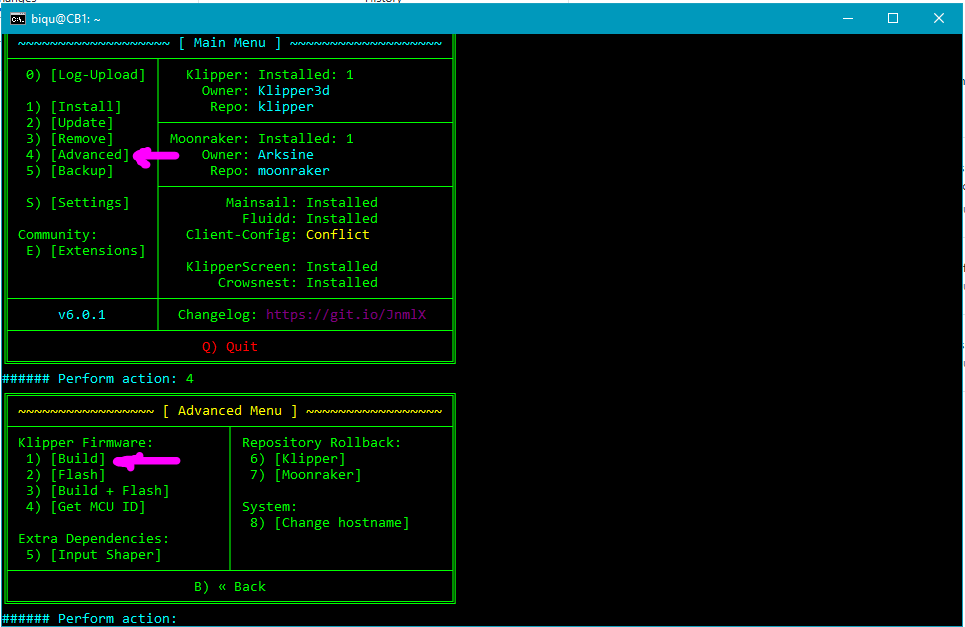 History
biqu@CB1: ~
~~~~~~~~~~~~~~~~~~~ [ Main Menu ] ~~~~~~~~~~~~~~~~~~~
0) [Log-Upload] Klipper: Installed: 1
Owner: Klipper3d
1) [Install] Repo: klipper
2) [Update]
3) [Remove] Moonraker: Installed: 1
4) [Advanced] Owner: Arksine
5) [Backup] Repo: moonraker
S) [Settings] Mainsail: Installed
Fluidd: Installed
Community: Client-Config: Conflict
E) [Extensions]
KlipperScreen: Installed
Crowsnest: Installed
v6.0.1 Changelog: https://git.io/JnmlX
Q) Quit
###### Perform action: 4
~~~~~~~~~~~~~~~~~ [ Advanced Menu ] ~~~~~~~~~~~~~~~~~
Klipper Firmware: Repository Rollback:
1) [Build] 6) [Klipper]
2) [Flash] 7) [Moonraker]
3) [Build + Flash]
4) [Get MCU ID] System:
8) [Change hostname]
Extra Dependencies:
5) [Input Shaper]
B) « Back
###### Perform action: